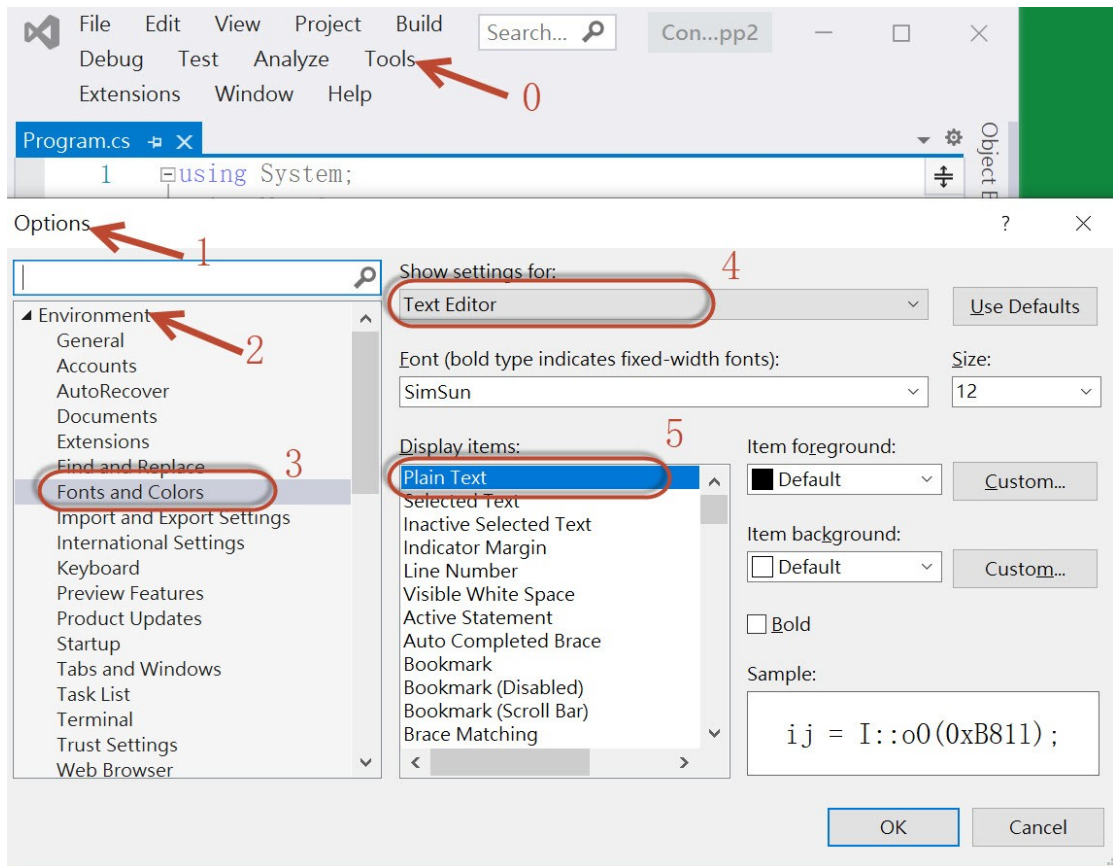 File Edit View Project Build Search... Con...pp2
Debug Test Analyze Tools
0
Extensions Window Help
Program.cs
Object
1 using System;
Options ?
1
Show settings for:
4
Text Editor
Use Defaults
Environment
2
General
Accounts
AutoRecover
Documents
Extensions
Find and Replace
3
Fonts and Colors
Import and Export Settings
International Settings
Keyboard
Preview Features
Product Updates
Startup
Tabs and Windows
Task List
Terminal
Trust Settings
Web Browser
Font (bold type indicates fixed-width fonts):
Size:
SimSun
12
Display items:
5
Plain Text
Selected Text
Inactive Selected Text
Indicator Margin
Line Number
Visible White Space
Active Statement
Auto Completed Brace
Bookmark
Bookmark (Disabled)
Bookmark (Scroll Bar)
Brace Matching
Item foreground:
Default
Custom...
Item background:
Default
Custom...
Bold
Sample:
ij = I::oO(0xB81l);
OK Cancel